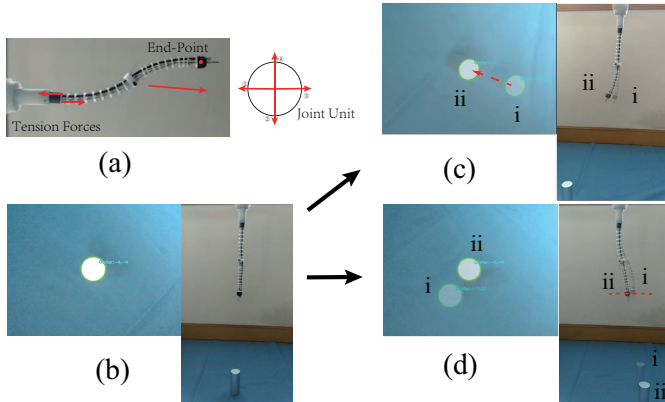 End-Point
Tension Forces
Joint Unit
(a)
(b)
ii
i
ii
i
(c)
ii
i
ii
i
i
ii
(d)